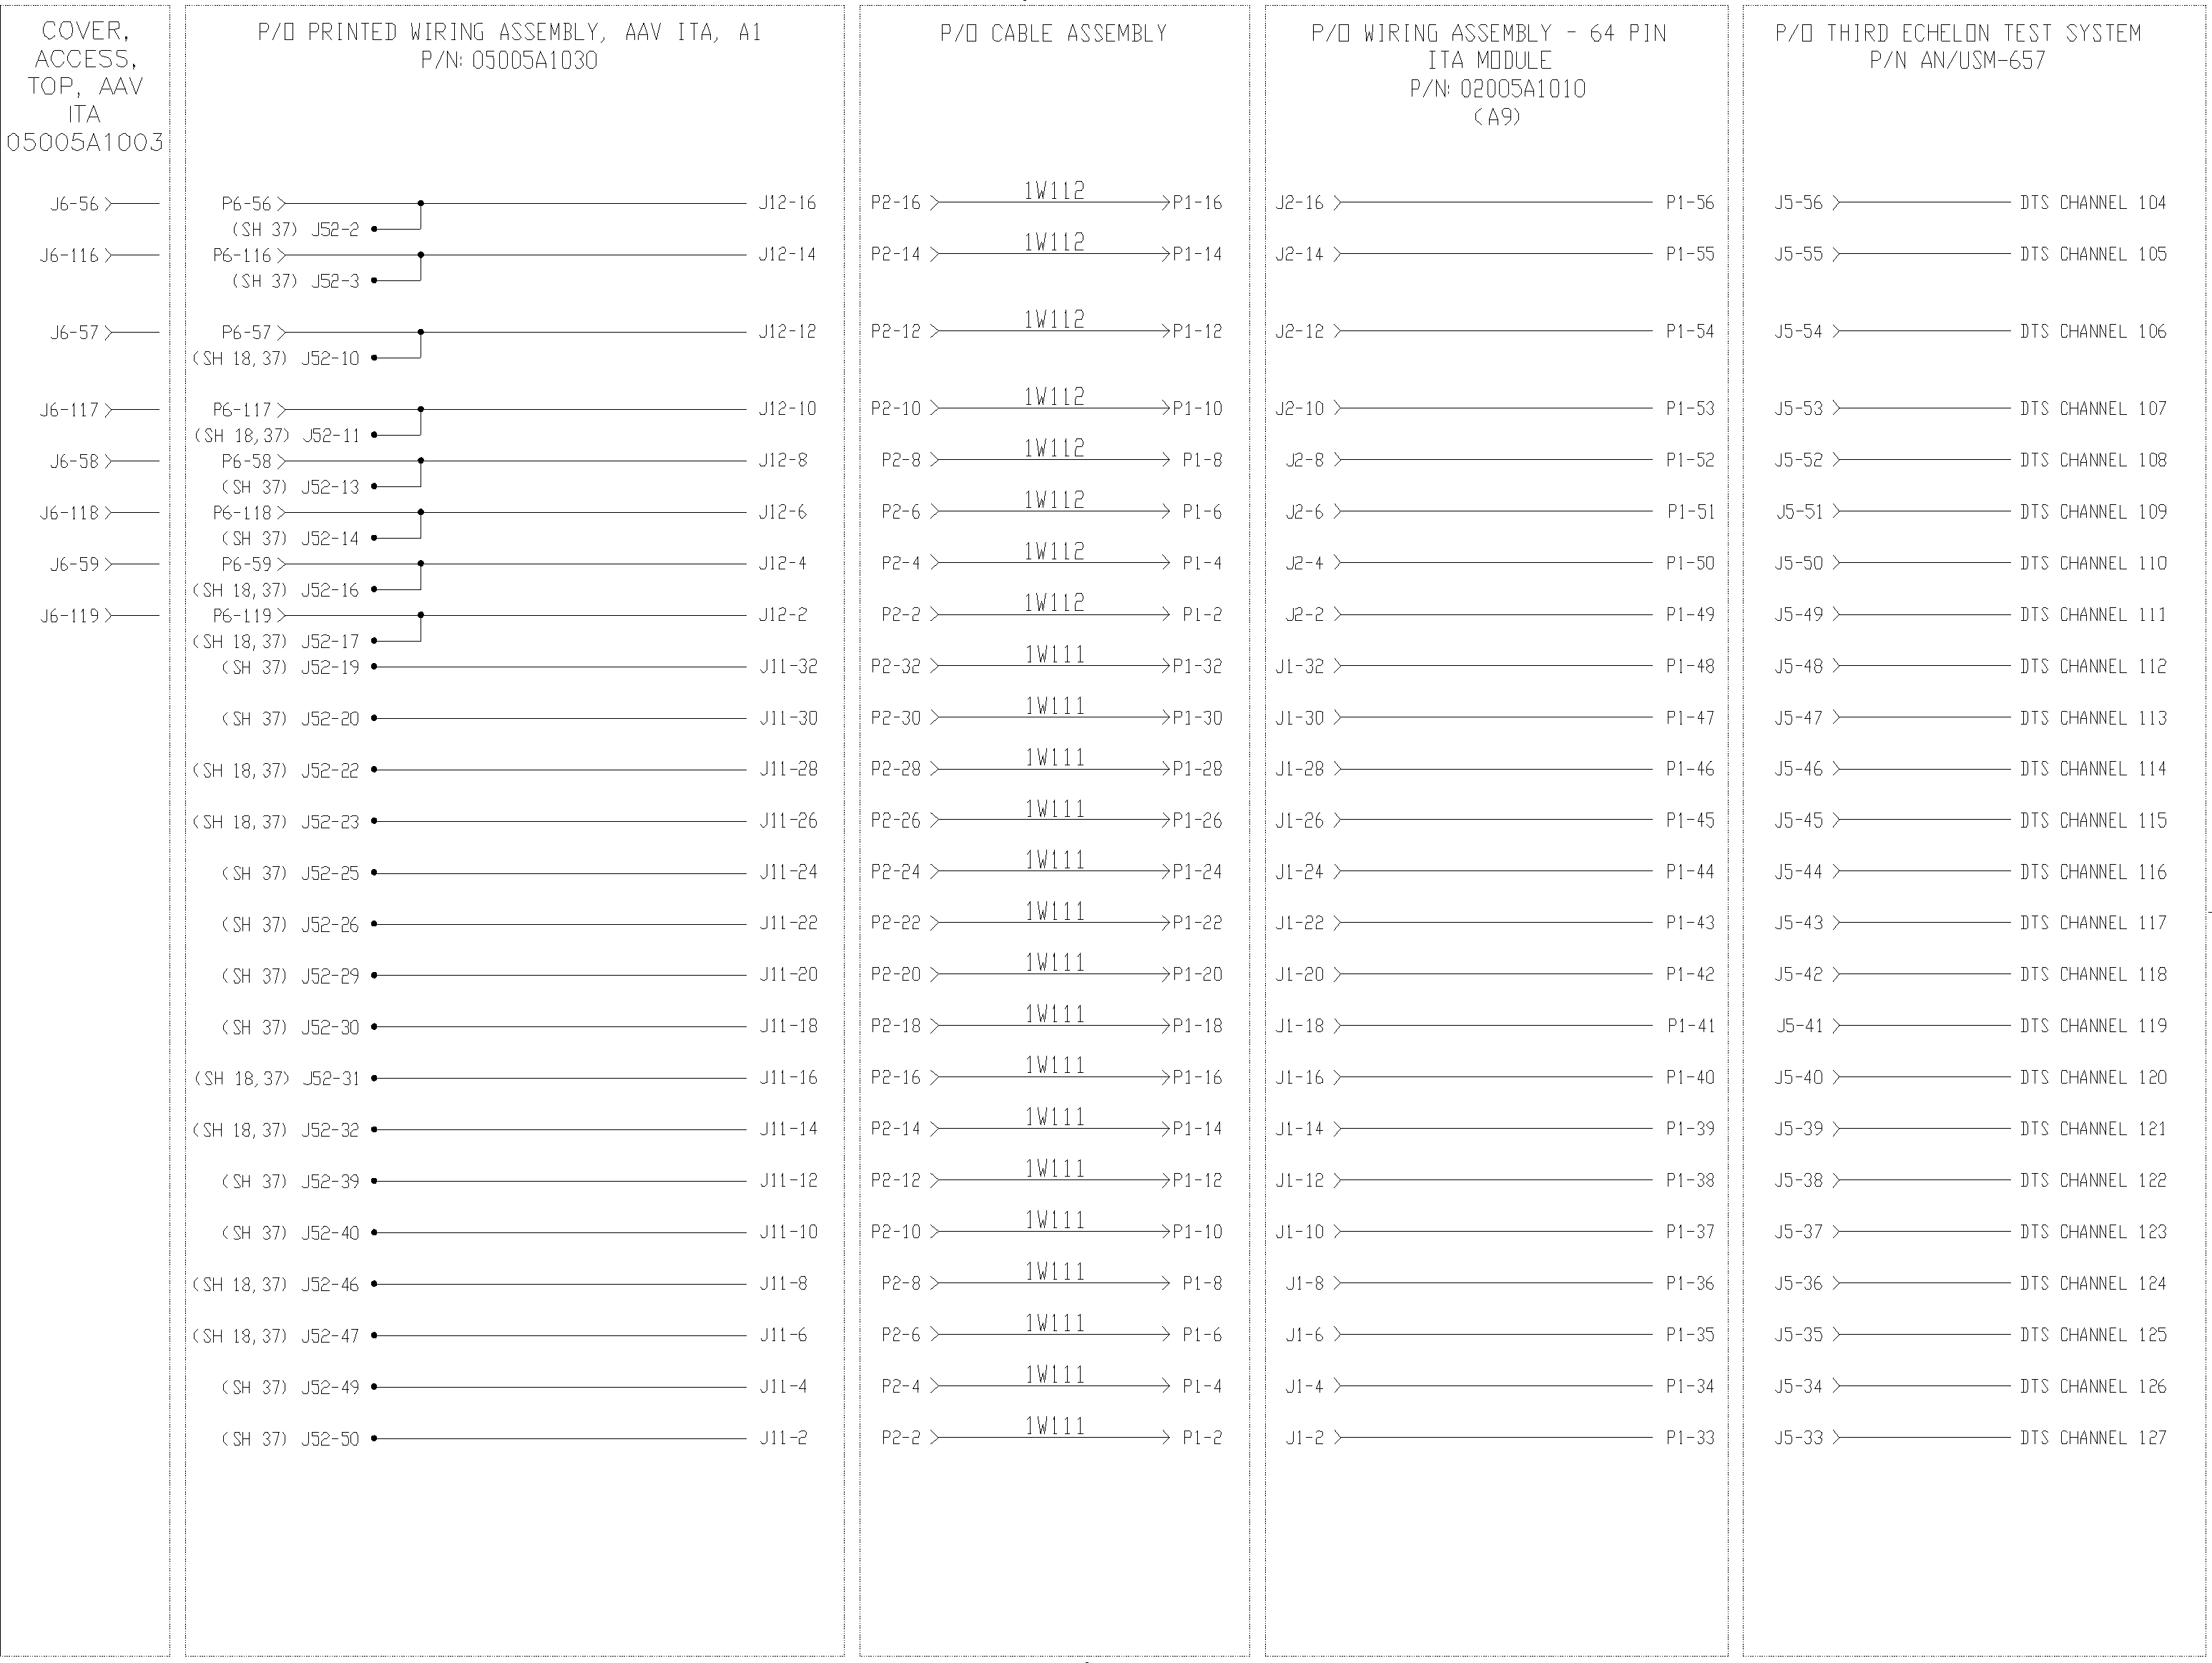 COVER,
ACCESS,
TOP, AAV
ITA
05005A1003
P/O PRINTED WIRING ASSEMBLY, AAV ITA, A1
P/N: 05005A1030
P/O CABLE ASSEMBLY
P/O WIRING ASSEMBLY - 64 PIN
ITA MODULE
P/N: 02005A1010
(A9)
P/O THIRD ECHELON TEST SYSTEM
P/N AN/USM-657
J6-56 P6-56 J12-16 P2-16 1W112 P1-16 J2-16 P1-56 J5-56 DTS CHANNEL 104
(SH 37) J52-2
J6-116 P6-116 J12-14 P2-14 1W112 P1-14 J2-14 P1-55 J5-55 DTS CHANNEL 105
(SH 37) J52-3
J6-57 P6-57 J12-12 P2-12 1W112 P1-12 J2-12 P1-54 J5-54 DTS CHANNEL 106
(SH 18,37) J52-10
J6-117 P6-117 J12-10 P2-10 1W112 P1-10 J2-10 P1-53 J5-53 DTS CHANNEL 107
(SH 18,37) J52-11
J6-58 P6-58 J12-8 P2-8 1W112 P1-8 J2-8 P1-52 J5-52 DTS CHANNEL 108
(SH 37) J52-13
J6-118 P6-118 J12-6 P2-6 1W112 P1-6 J2-6 P1-51 J5-51 DTS CHANNEL 109
(SH 37) J52-14
J6-59 P6-59 J12-4 P2-4 1W112 P1-4 J2-4 P1-50 J5-50 DTS CHANNEL 110
(SH 18,37) J52-16
J6-119 P6-119 J12-2 P2-2 1W112 P1-2 J2-2 P1-49 J5-49 DTS CHANNEL 111
(SH 18,37) J52-17
(SH 37) J52-19 J11-32 P2-32 1W111 P1-32 J1-32 P1-48 J5-48 DTS CHANNEL 112
(SH 37) J52-20 J11-30 P2-30 1W111 P1-30 J1-30 P1-47 J5-47 DTS CHANNEL 113
(SH 18,37) J52-22 J11-28 P2-28 1W111 P1-28 J1-28 P1-46 J5-46 DTS CHANNEL 114
(SH 18,37) J52-23 J11-26 P2-26 1W111 P1-26 J1-26 P1-45 J5-45 DTS CHANNEL 115
(SH 37) J52-25 J11-24 P2-24 1W111 P1-24 J1-24 P1-44 J5-44 DTS CHANNEL 116
(SH 37) J52-26 J11-22 P2-22 1W111 P1-22 J1-22 P1-43 J5-43 DTS CHANNEL 117
(SH 37) J52-29 J11-20 P2-20 1W111 P1-20 J1-20 P1-42 J5-42 DTS CHANNEL 118
(SH 37) J52-30 J11-18 P2-18 1W111 P1-18 J1-18 P1-41 J5-41 DTS CHANNEL 119
(SH 18,37) J52-31 J11-16 P2-16 1W111 P1-16 J1-16 P1-40 J5-40 DTS CHANNEL 120
(SH 18,37) J52-32 J11-14 P2-14 1W111 P1-14 J1-14 P1-39 J5-39 DTS CHANNEL 121
(SH 37) J52-39 J11-12 P2-12 1W111 P1-12 J1-12 P1-38 J5-38 DTS CHANNEL 122
(SH 37) J52-40 J11-10 P2-10 1W111 P1-10 J1-10 P1-37 J5-37 DTS CHANNEL 123
(SH 18,37) J52-46 J11-8 P2-8 1W111 P1-8 J1-8 P1-36 J5-36 DTS CHANNEL 124
(SH 18,37) J52-47 J11-6 P2-6 1W111 P1-6 J1-6 P1-35 J5-35 DTS CHANNEL 125
(SH 37) J52-49 J11-4 P2-4 1W111 P1-4 J1-4 P1-34 J5-34 DTS CHANNEL 126
(SH 37) J52-50 J11-2 P2-2 1W111 P1-2 J1-2 P1-33 J5-33 DTS CHANNEL 127